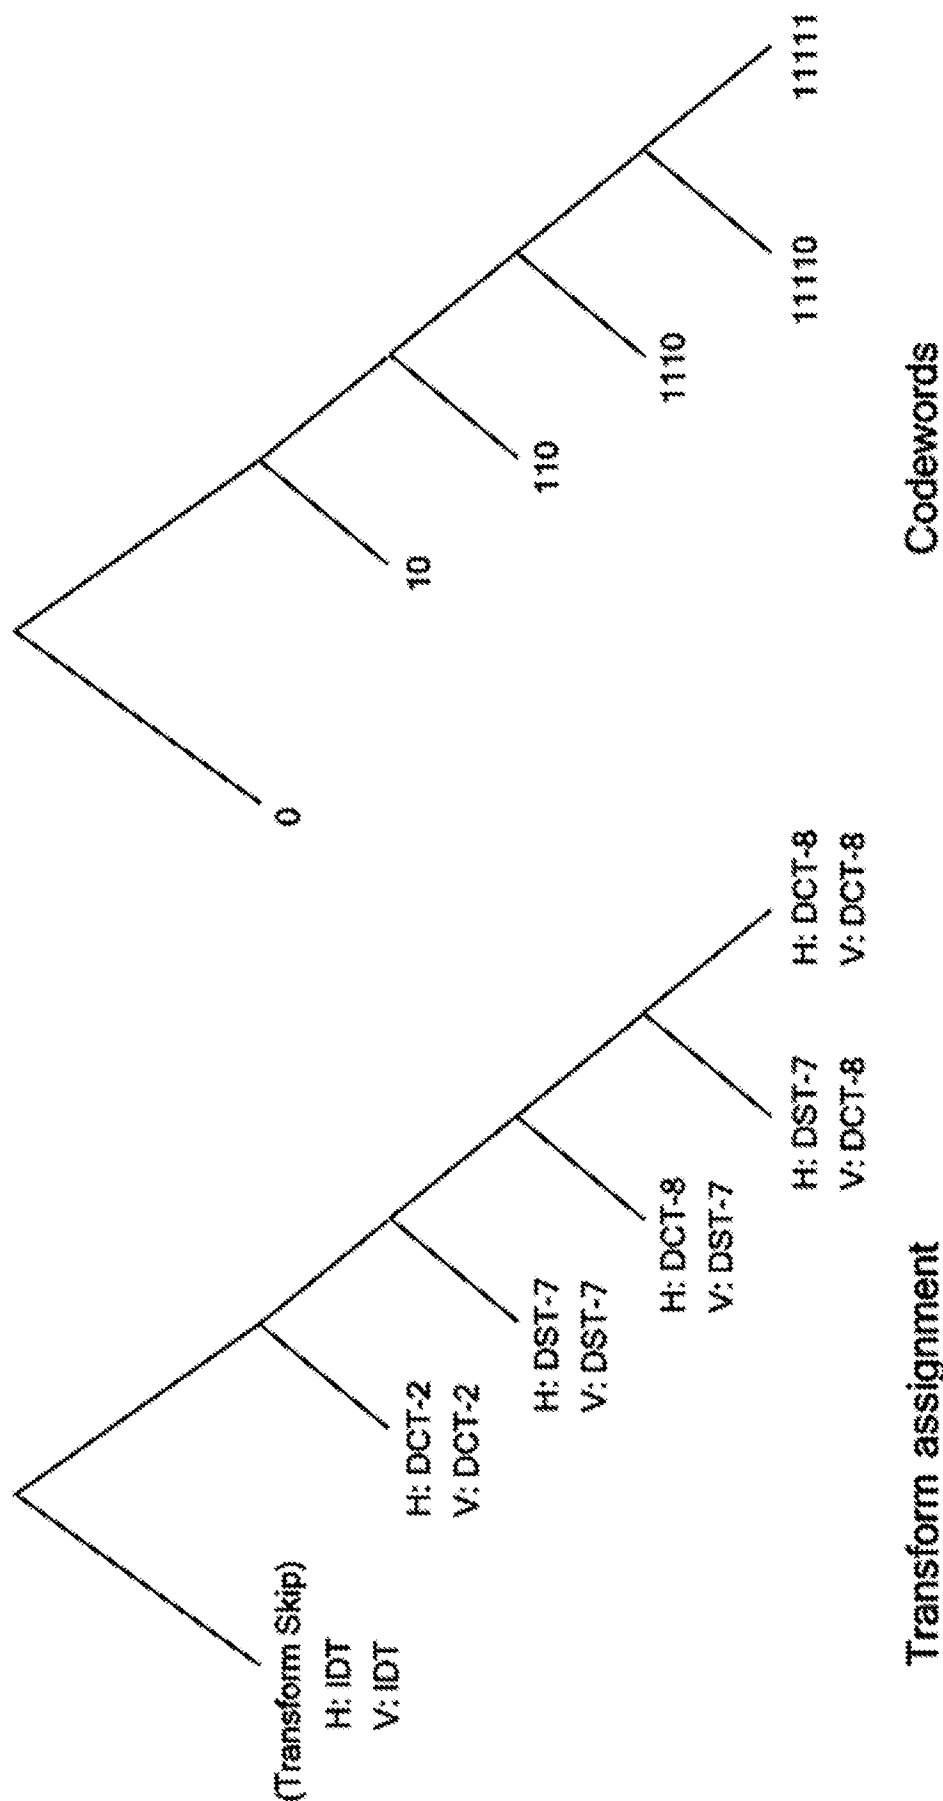 (Transform Skip)
H: IDT
V: IDT
H: DCT-2
V: DCT-2
H: DST-7
V: DST-7
H: DCT-8
V: DST-7
H: DST-7
V: DCT-8
H: DCT-8
V: DCT-8
Transform assignment
0
10
110
1110
11110
11111
Codewords